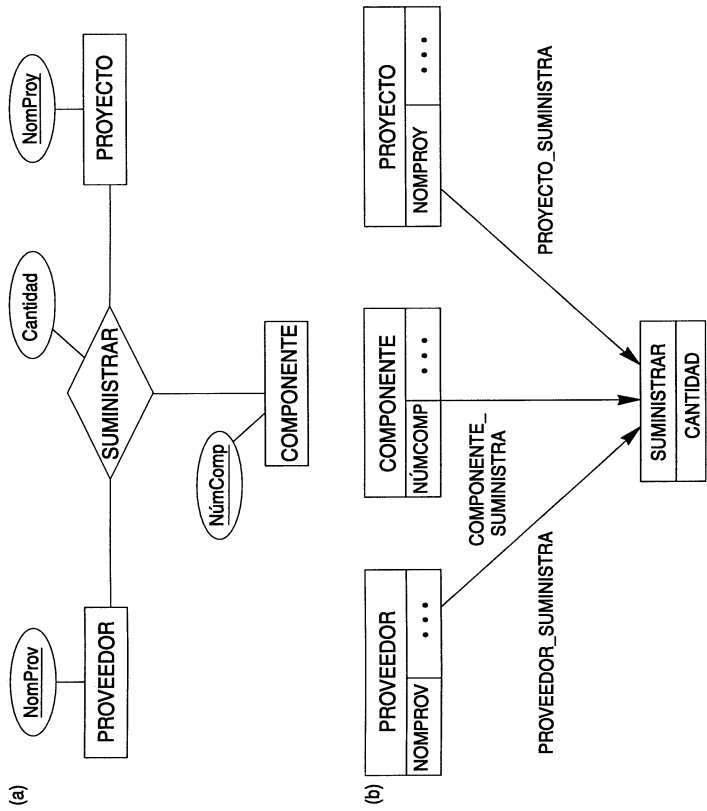 (a)
NomProv
Cantidad
NomProy
PROVEEDOR
SUMINISTRAR
PROYECTO
NúmComp
COMPONENTE
(b)
PROVEEDOR
NOMPROV
• • •
COMPONENTE
NÚMCOMP
• • •
PROYECTO
NOMPROY
• • •
COMPONENTE_
SUMINISTRA
PROVEEDOR_SUMINISTRA
PROYECTO_SUMINISTRA
SUMINISTRAR
CANTIDAD